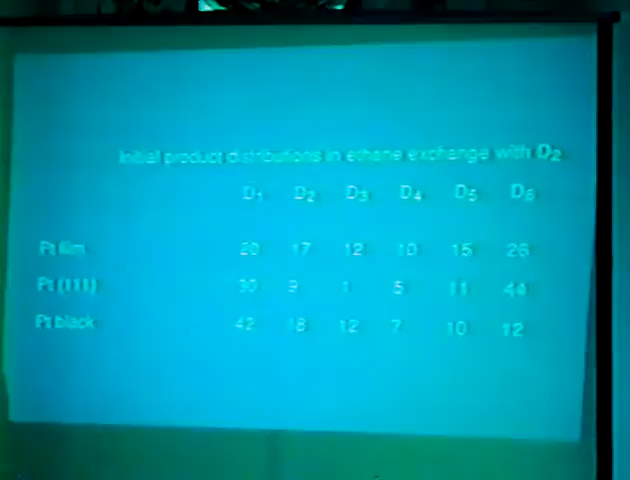 Initial product distributions in ethane exchange with D2
D1 D2 D3 D4 D5 D6
Pt film 20 17 12 10 15 26
Pt (111) 30 9 1 5 11 44
Pt black 42 18 12 7 10 12